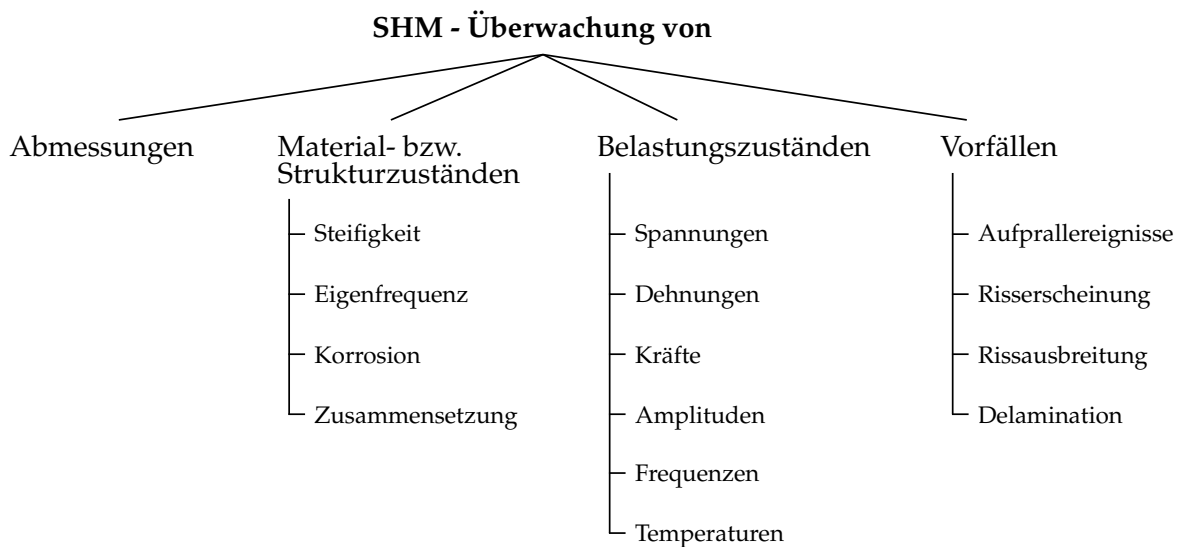 SHM - Überwachung von
Abmessungen
Material- bzw.
Strukturzuständen
Steifigkeit
Eigenfrequenz
Korrosion
Zusammensetzung
Belastungszuständen
Spannungen
Dehnungen
Kräfte
Amplituden
Frequenzen
Temperaturen
Vorfällen
Aufprallereignisse
Risserscheinung
Rissausbreitung
Delamination